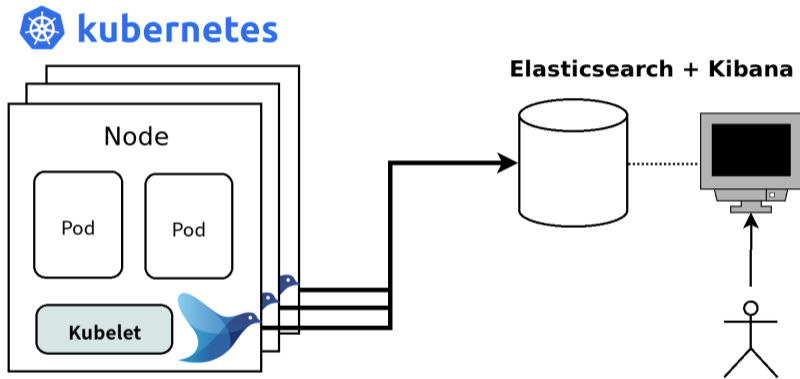 kubernetes
Elasticsearch + Kibana
Node
Pod
Pod
Kubelet